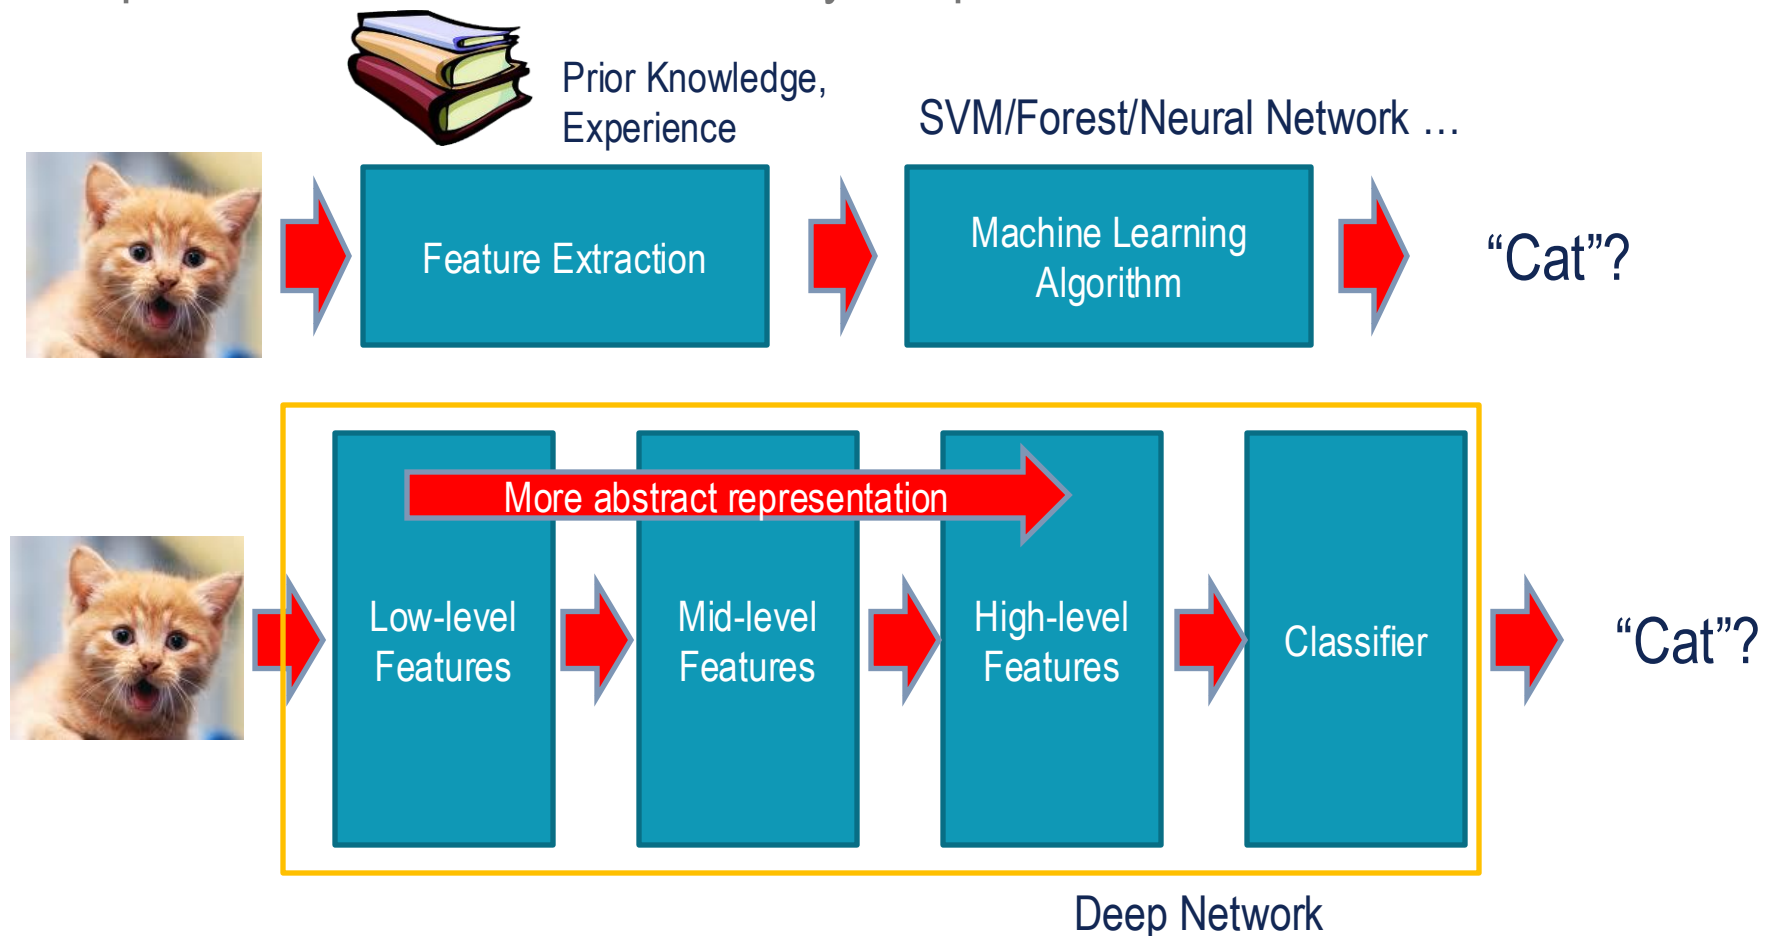 Prior Knowledge,
Experience
SVM/Forest/Neural Network …
Feature Extraction
Machine Learning
Algorithm
“Cat”?
More abstract representation
Low-level
Features
Mid-level
Features
High-level
Features
Classifier
“Cat”?
Deep Network